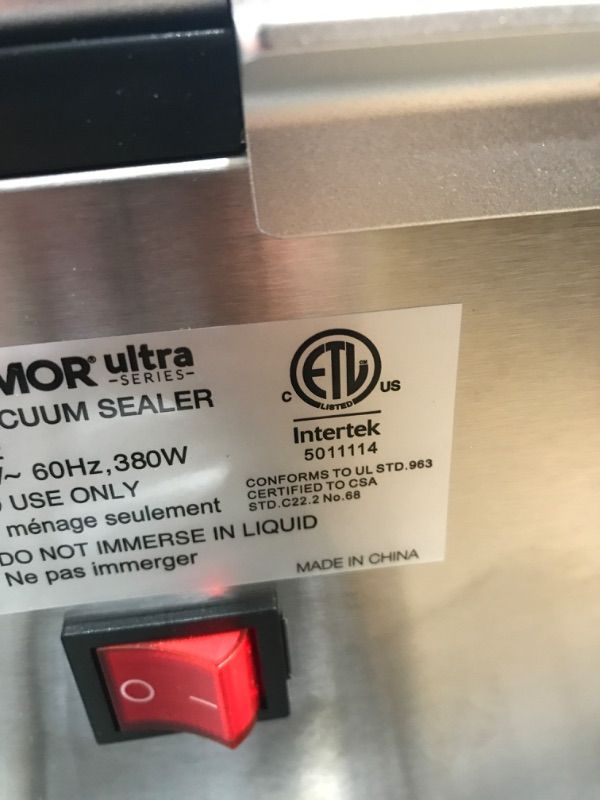 MOR® ultra
-SERIES-
CUUM SEALER
~ 60Hz, 380W
USE ONLY
ménage seulement
DO NOT IMMERSE IN LIQUID
Ne pas immerger
C ETL US
LISTED
Intertek
5011114
CONFORMS TO UL STD.963
CERTIFIED TO CSA
STD.C22.2 No.68
MADE IN CHINA
O I